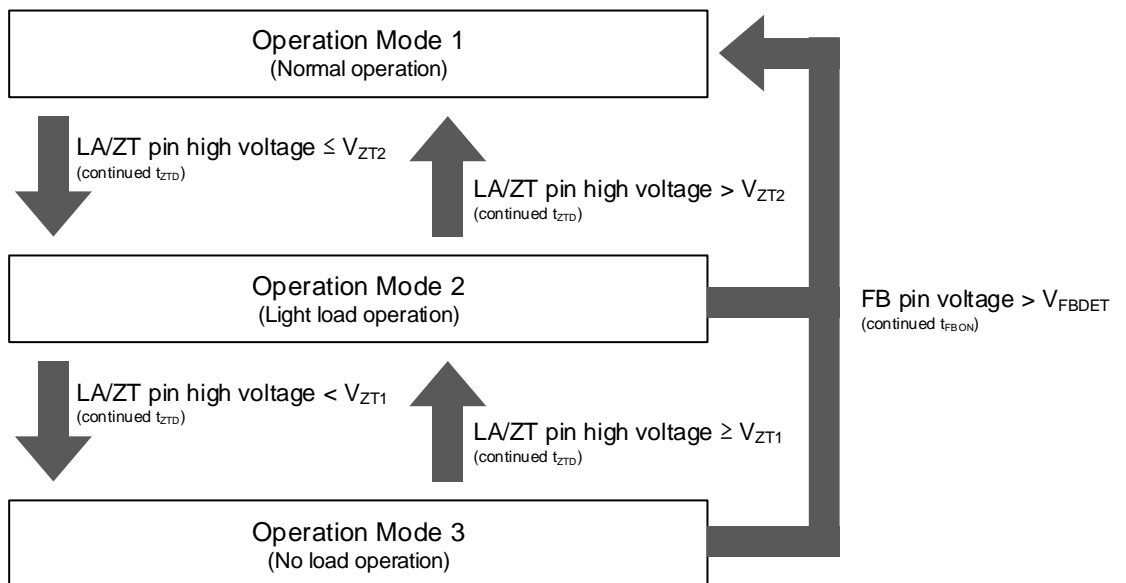 Operation Mode 1
(Normal operation)
LA/ZT pin high voltage ≤ VZT2
(continued tZTD)
LA/ZT pin high voltage > VZT2
(continued tZTD)
Operation Mode 2
(Light load operation)
FB pin voltage > VFBDET
(continued tFBON)
LA/ZT pin high voltage < VZT1
(continued tZTD)
LA/ZT pin high voltage ≥ VZT1
(continued tZTD)
Operation Mode 3
(No load operation)